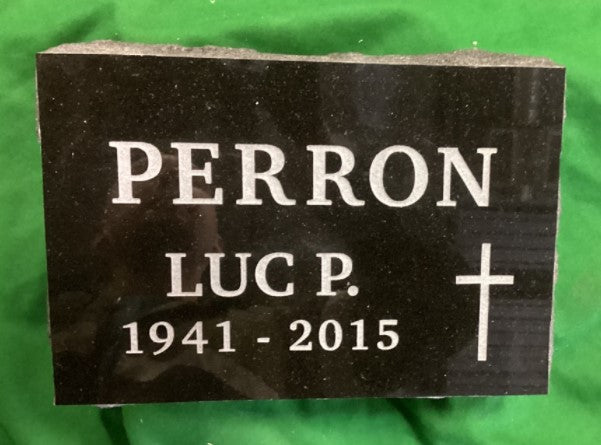 PERRON
LUC P.
1941 - 2015